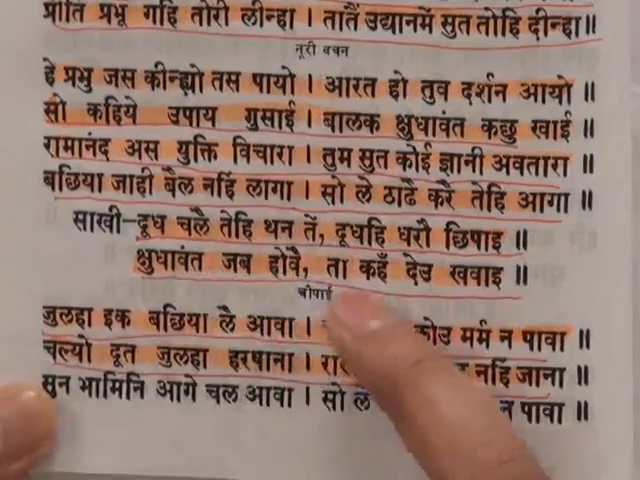 प्रीति प्रभू गहि तोरी लीन्हा । तातैं उद्यानमें सुत तोहि दीन्हा ॥
नूरी वचन
हे प्रभु जस कीन्ह्यो तस पायो । आरत हो तुव दर्शन आयो ॥
सो कहिये उपाय गुसाई । बालक क्षुधावंत कछु खाई ॥
रामानंद अस युक्ति विचारा । तुम सुत कोई ज्ञानी अवतारा ॥
बछिया जाही बैल नहिं लागा । सो लै ठाढै करै तेहि आगा ॥
साखी-दूध चलै तेहि थन तें, दूधहि धरौ छिपाइ ॥
क्षुधावंत जब होवै, ता कहँ देउ खवाइ ॥
चौपाई
जुलहा इक बछिया लै आवा । कोउ मर्म न पावा ॥
चल्यो दूत जुलहा हरषाना । नहिं जाना ॥
सुन भामिनि आगे चल आवा । सो न पावा ॥